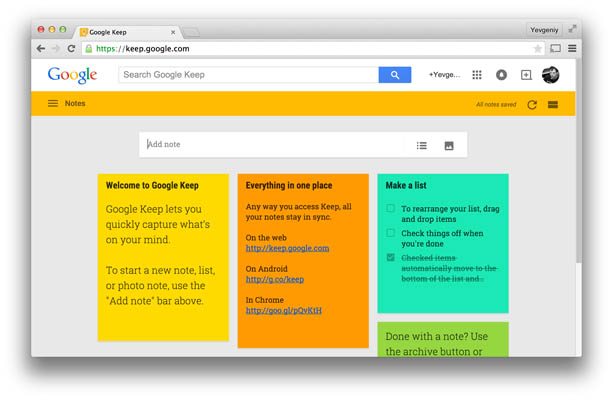 Google Keep
Yevgeniy
https://keep.google.com
Google
Search Google Keep
+Yevge...
Notes
All notes saved
Add note
Welcome to Google Keep
Google Keep lets you
quickly capture what's
on your mind.
To start a new note, list,
or photo note, use the
"Add note" bar above.
Everything in one place
Any way you access Keep, all
your notes stay in sync.
On the web
http://keep.google.com
On Android
http://g.co/keep
In Chrome
http://goo.gl/pQvKtH
Make a list
To rearrange your list, drag
and drop items
Check things off when
you're done
Checked items
automatically move to the
bottom of the list and...
Done with a note? Use
the archive button or